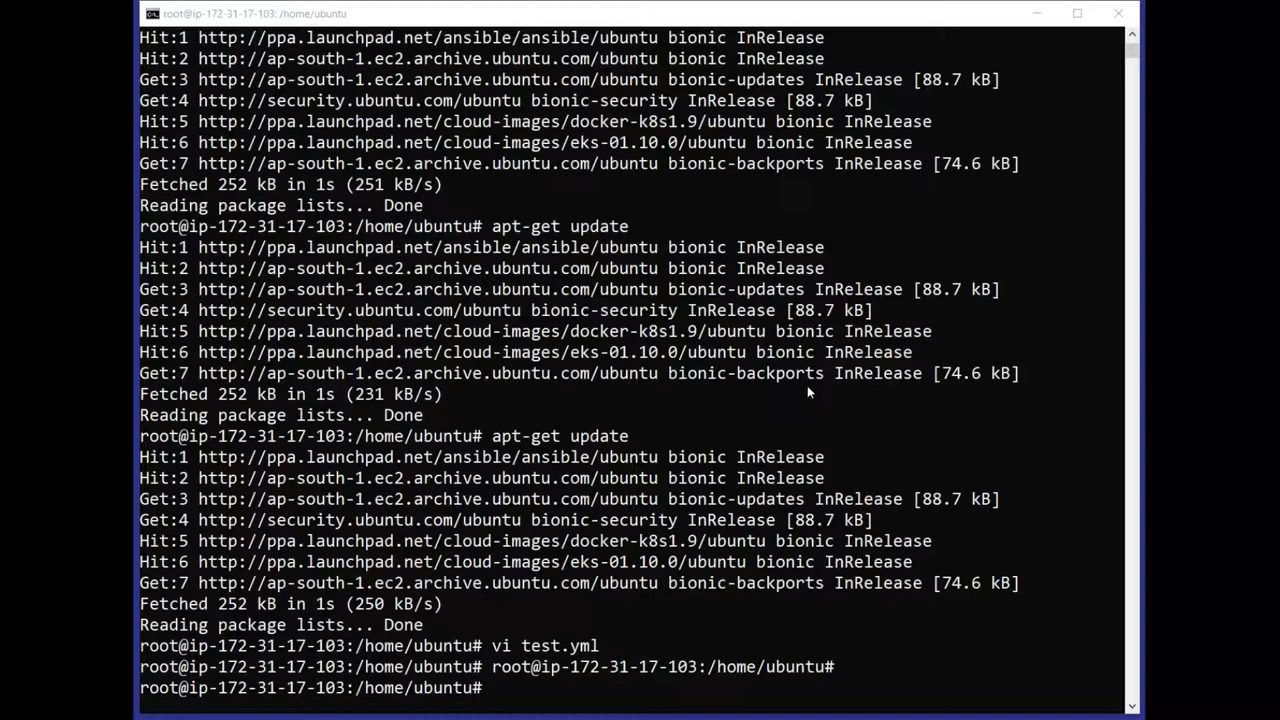 root@ip-172-31-17-103: /home/ubuntu
Hit:1 http://ppa.launchpad.net/ansible/ansible/ubuntu bionic InRelease
Hit:2 http://ap-south-1.ec2.archive.ubuntu.com/ubuntu bionic InRelease
Get:3 http://ap-south-1.ec2.archive.ubuntu.com/ubuntu bionic-updates InRelease [88.7 kB]
Get:4 http://security.ubuntu.com/ubuntu bionic-security InRelease [88.7 kB]
Hit:5 http://ppa.launchpad.net/cloud-images/docker-k8s1.9/ubuntu bionic InRelease
Hit:6 http://ppa.launchpad.net/cloud-images/eks-01.10.0/ubuntu bionic InRelease
Get:7 http://ap-south-1.ec2.archive.ubuntu.com/ubuntu bionic-backports InRelease [74.6 kB]
Fetched 252 kB in 1s (251 kB/s)
Reading package lists... Done
root@ip-172-31-17-103:/home/ubuntu# apt-get update
Hit:1 http://ppa.launchpad.net/ansible/ansible/ubuntu bionic InRelease
Hit:2 http://ap-south-1.ec2.archive.ubuntu.com/ubuntu bionic InRelease
Get:3 http://ap-south-1.ec2.archive.ubuntu.com/ubuntu bionic-updates InRelease [88.7 kB]
Get:4 http://security.ubuntu.com/ubuntu bionic-security InRelease [88.7 kB]
Hit:5 http://ppa.launchpad.net/cloud-images/docker-k8s1.9/ubuntu bionic InRelease
Hit:6 http://ppa.launchpad.net/cloud-images/eks-01.10.0/ubuntu bionic InRelease
Get:7 http://ap-south-1.ec2.archive.ubuntu.com/ubuntu bionic-backports InRelease [74.6 kB]
Fetched 252 kB in 1s (231 kB/s)
Reading package lists... Done
root@ip-172-31-17-103:/home/ubuntu# apt-get update
Hit:1 http://ppa.launchpad.net/ansible/ansible/ubuntu bionic InRelease
Hit:2 http://ap-south-1.ec2.archive.ubuntu.com/ubuntu bionic InRelease
Get:3 http://ap-south-1.ec2.archive.ubuntu.com/ubuntu bionic-updates InRelease [88.7 kB]
Get:4 http://security.ubuntu.com/ubuntu bionic-security InRelease [88.7 kB]
Hit:5 http://ppa.launchpad.net/cloud-images/docker-k8s1.9/ubuntu bionic InRelease
Hit:6 http://ppa.launchpad.net/cloud-images/eks-01.10.0/ubuntu bionic InRelease
Get:7 http://ap-south-1.ec2.archive.ubuntu.com/ubuntu bionic-backports InRelease [74.6 kB]
Fetched 252 kB in 1s (250 kB/s)
Reading package lists... Done
root@ip-172-31-17-103:/home/ubuntu# vi test.yml
root@ip-172-31-17-103:/home/ubuntu# root@ip-172-31-17-103:/home/ubuntu#
root@ip-172-31-17-103:/home/ubuntu#